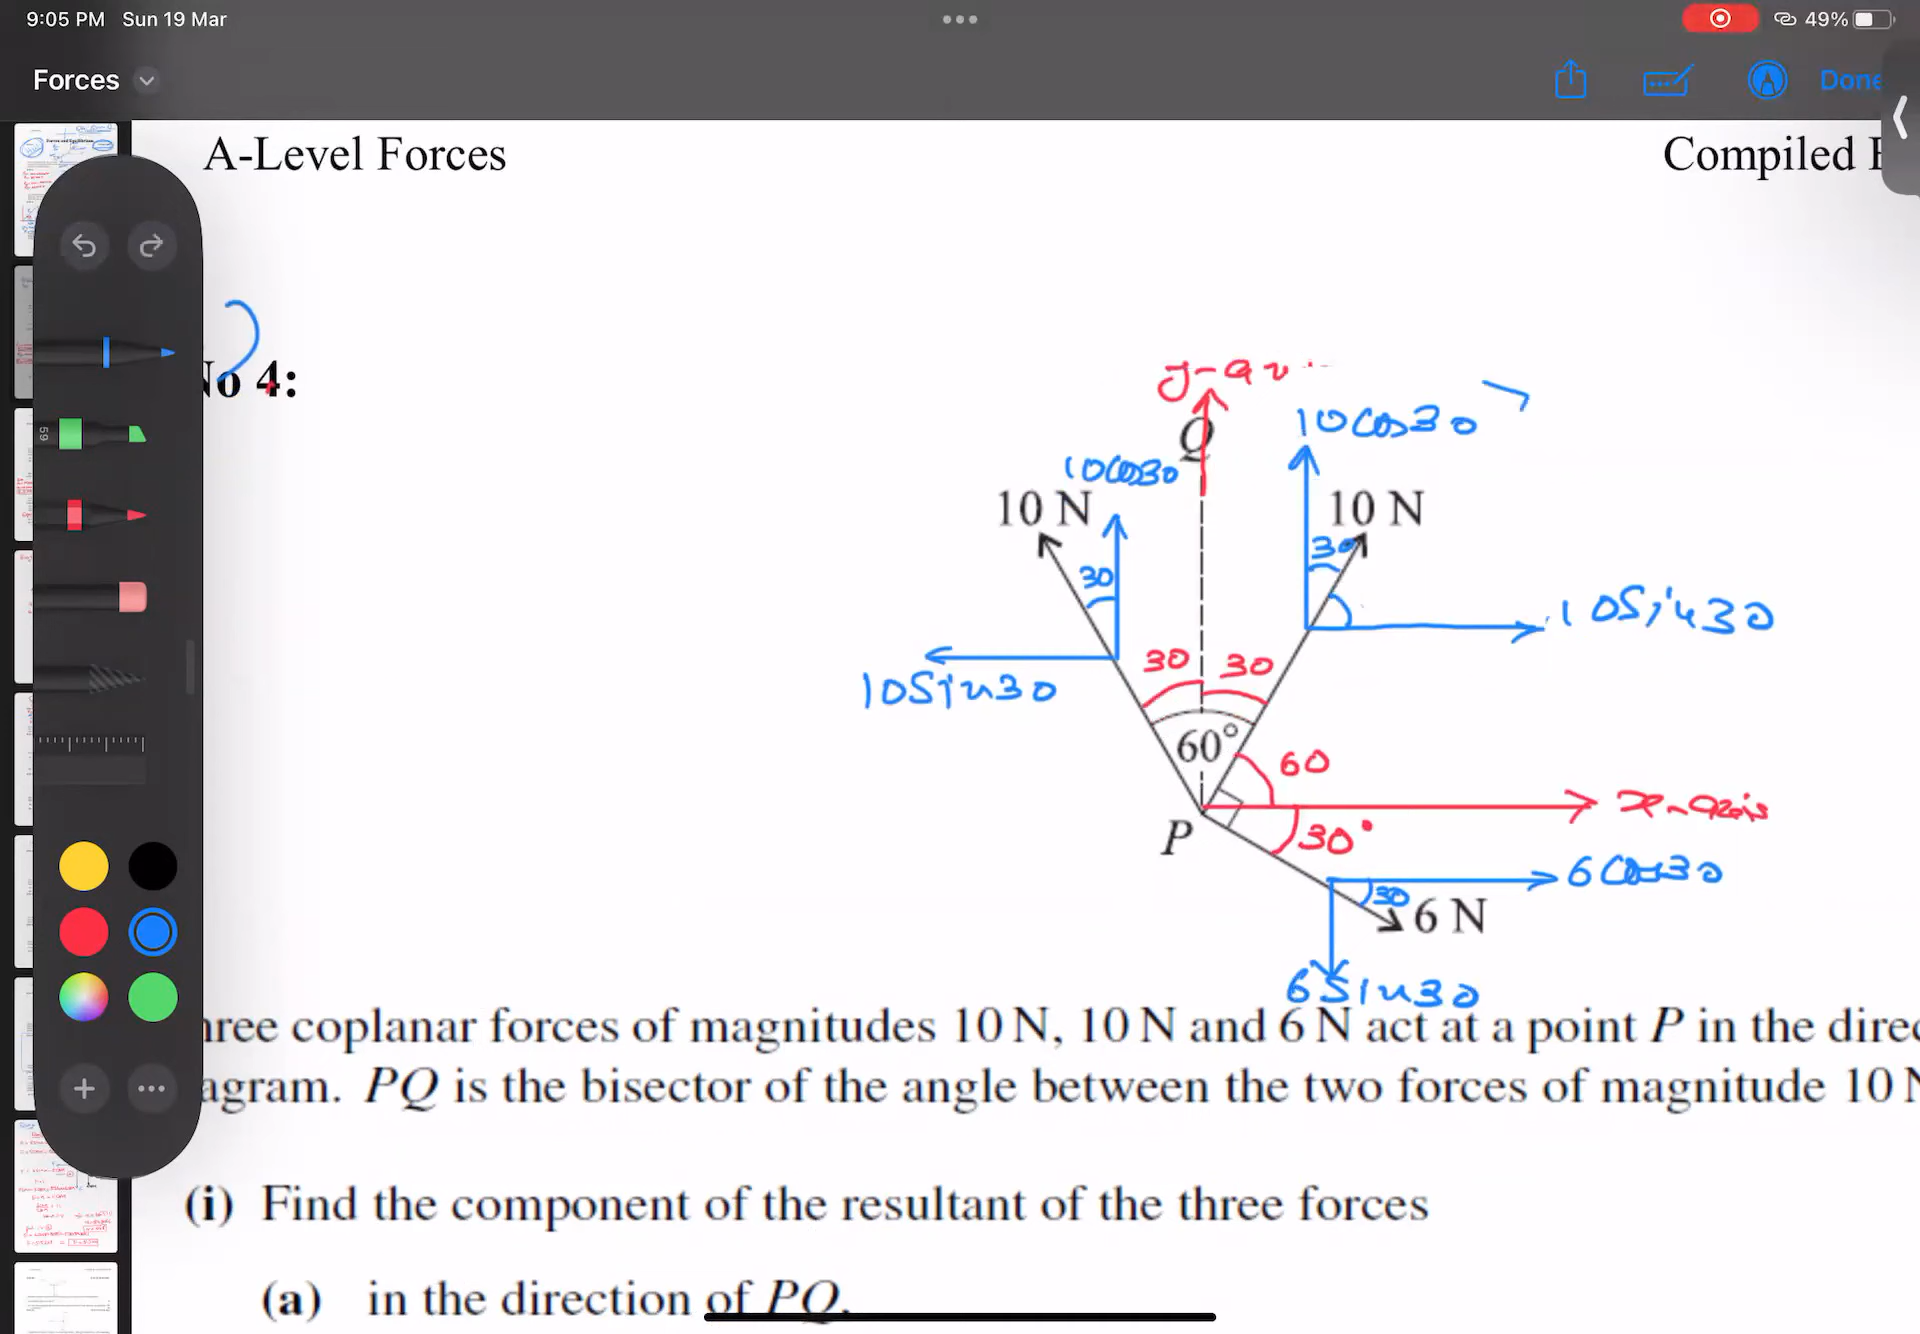 9:05 PM Sun 19 Mar
49%
Forces
Done
A-Level Forces
Compiled
No 4:
y-axis
Q
10cos30
10cos30
10 N
10 N
30
30
10sin30
30
30
10sin30
60°
60
x-axis
P
30°
6cos30
30
6 N
6sin30
hree coplanar forces of magnitudes 10 N, 10 N and 6 N act at a point P in the direc
agram. PQ is the bisector of the angle between the two forces of magnitude 10 N
(i) Find the component of the resultant of the three forces
(a) in the direction of PQ.
59